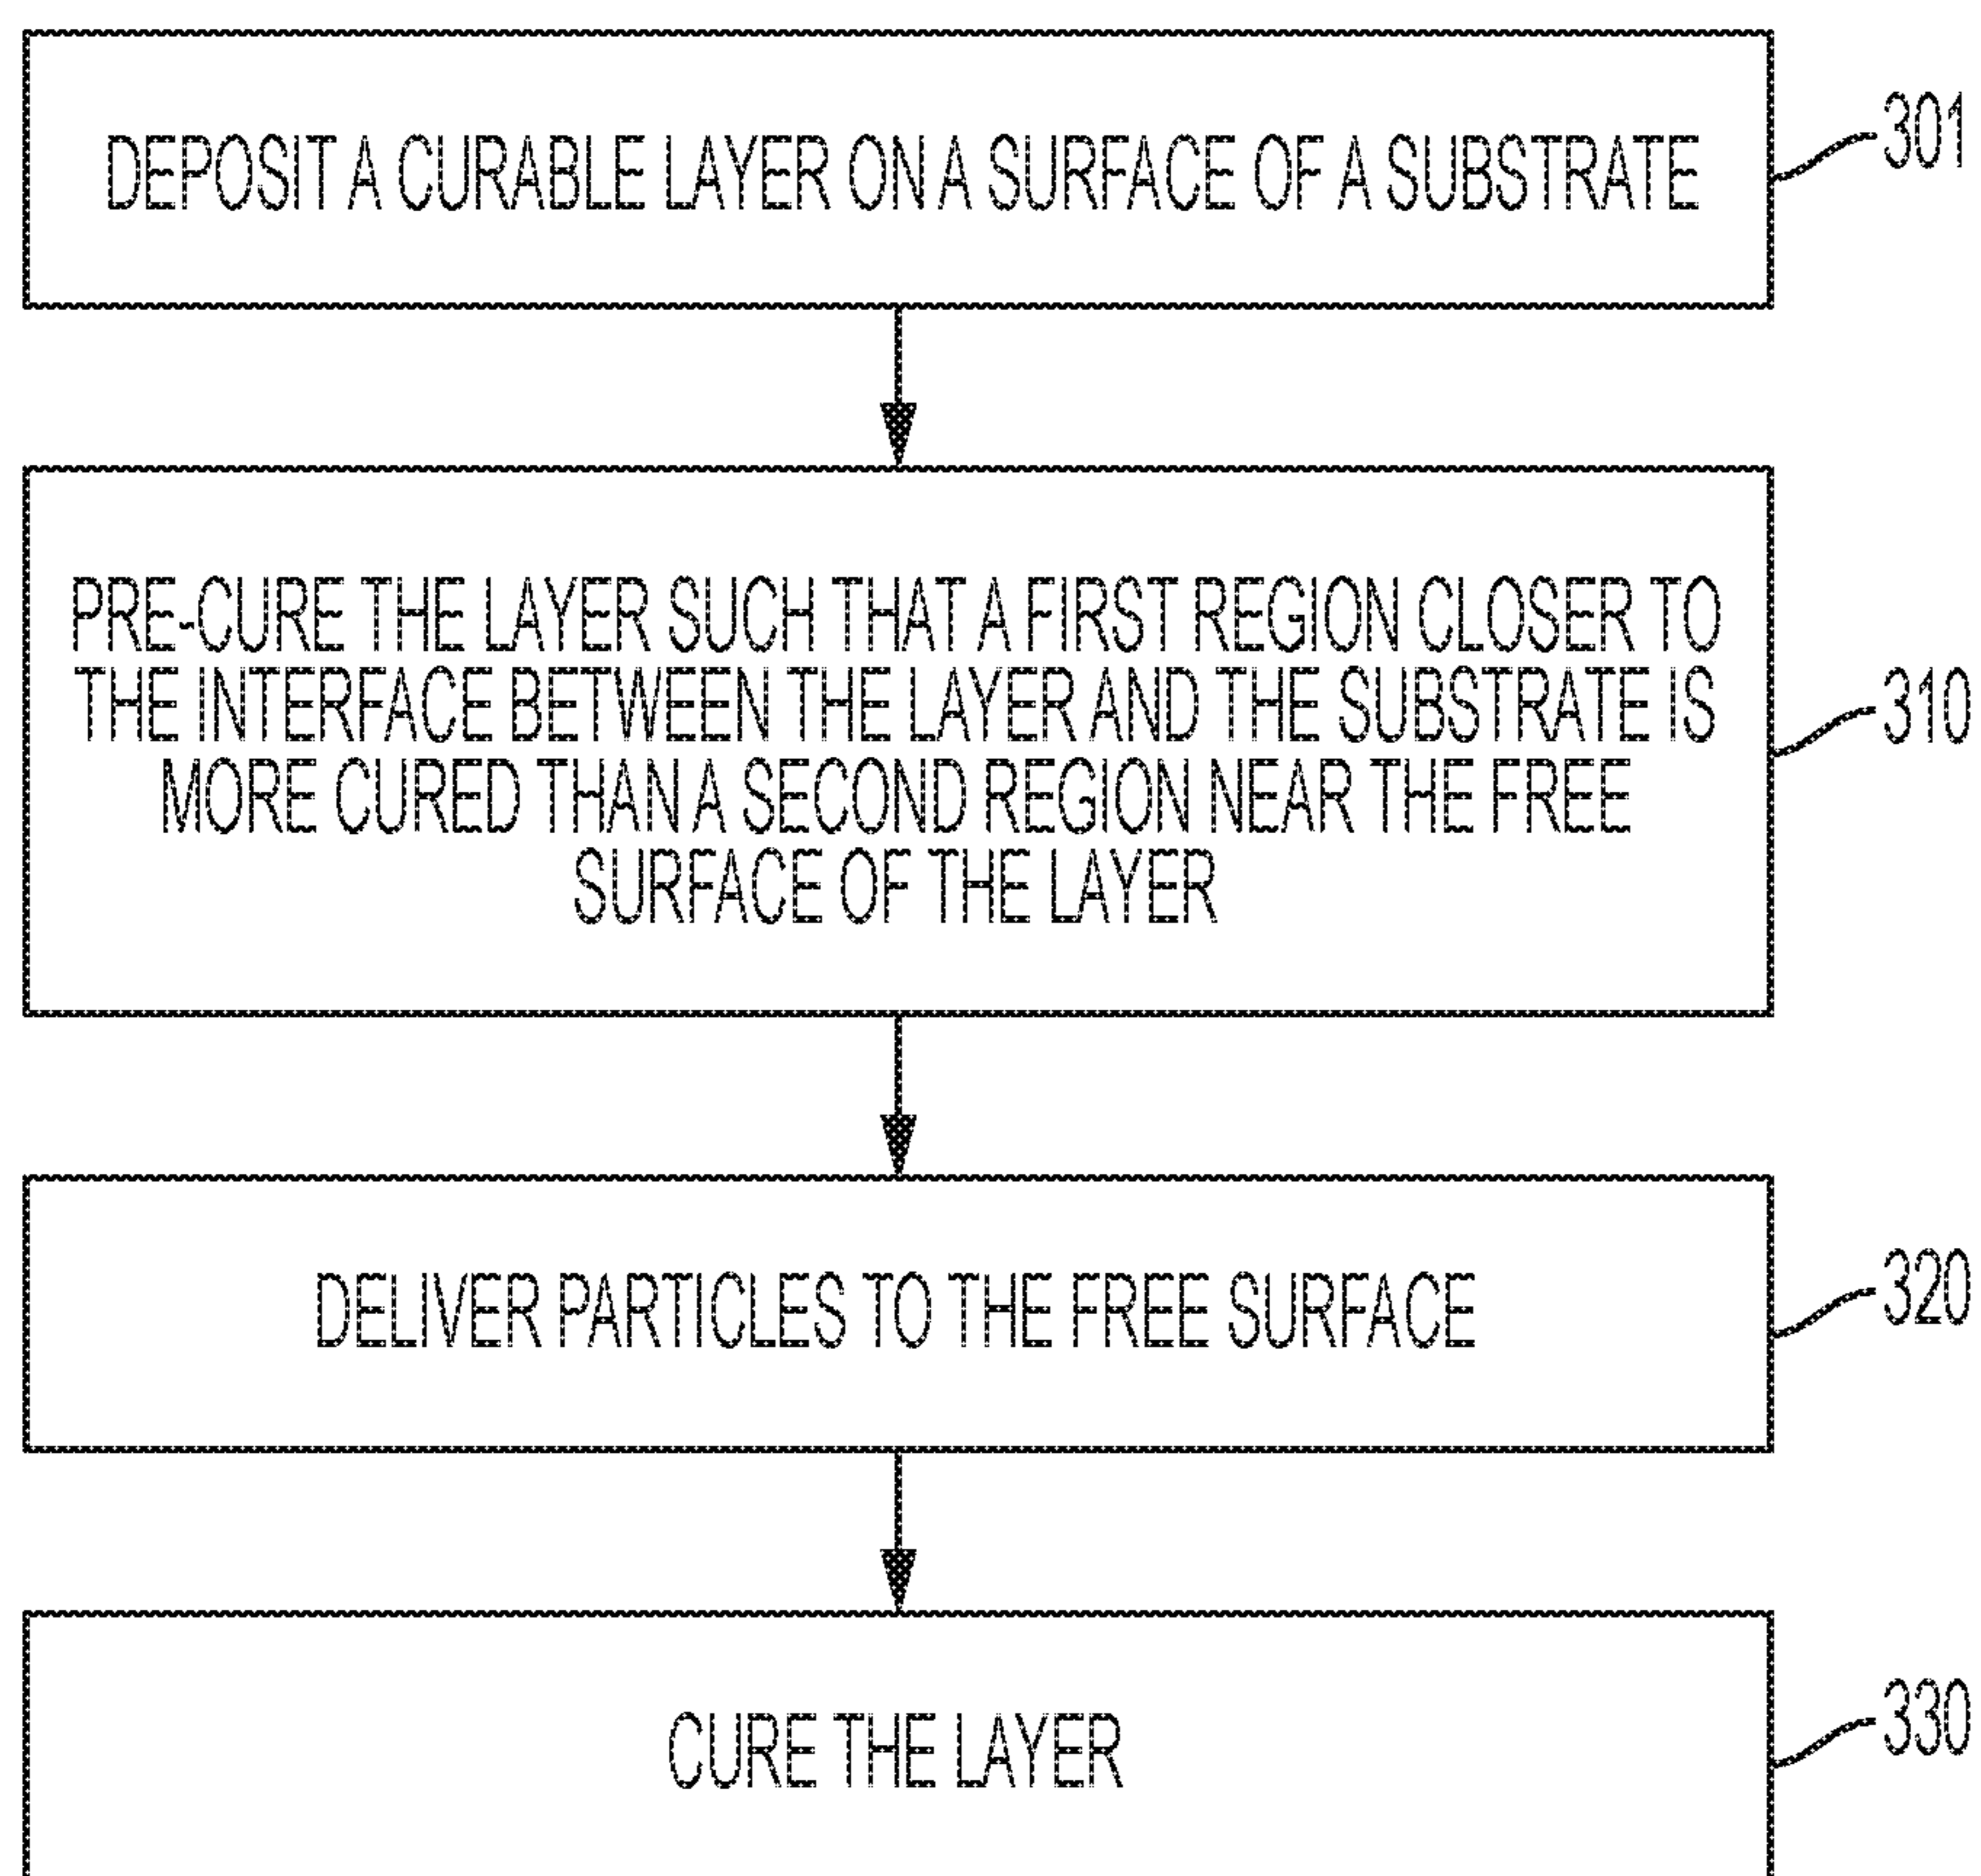 DEPOSIT A CURABLE LAYER ON A SURFACE OF A SUBSTRATE
301
PRE-CURE THE LAYER SUCH THAT A FIRST REGION CLOSER TO
THE INTERFACE BETWEEN THE LAYER AND THE SUBSTRATE IS
MORE CURED THAN A SECOND REGION NEAR THE FREE
SURFACE OF THE LAYER
310
DELIVER PARTICLES TO THE FREE SURFACE
320
CURE THE LAYER
330